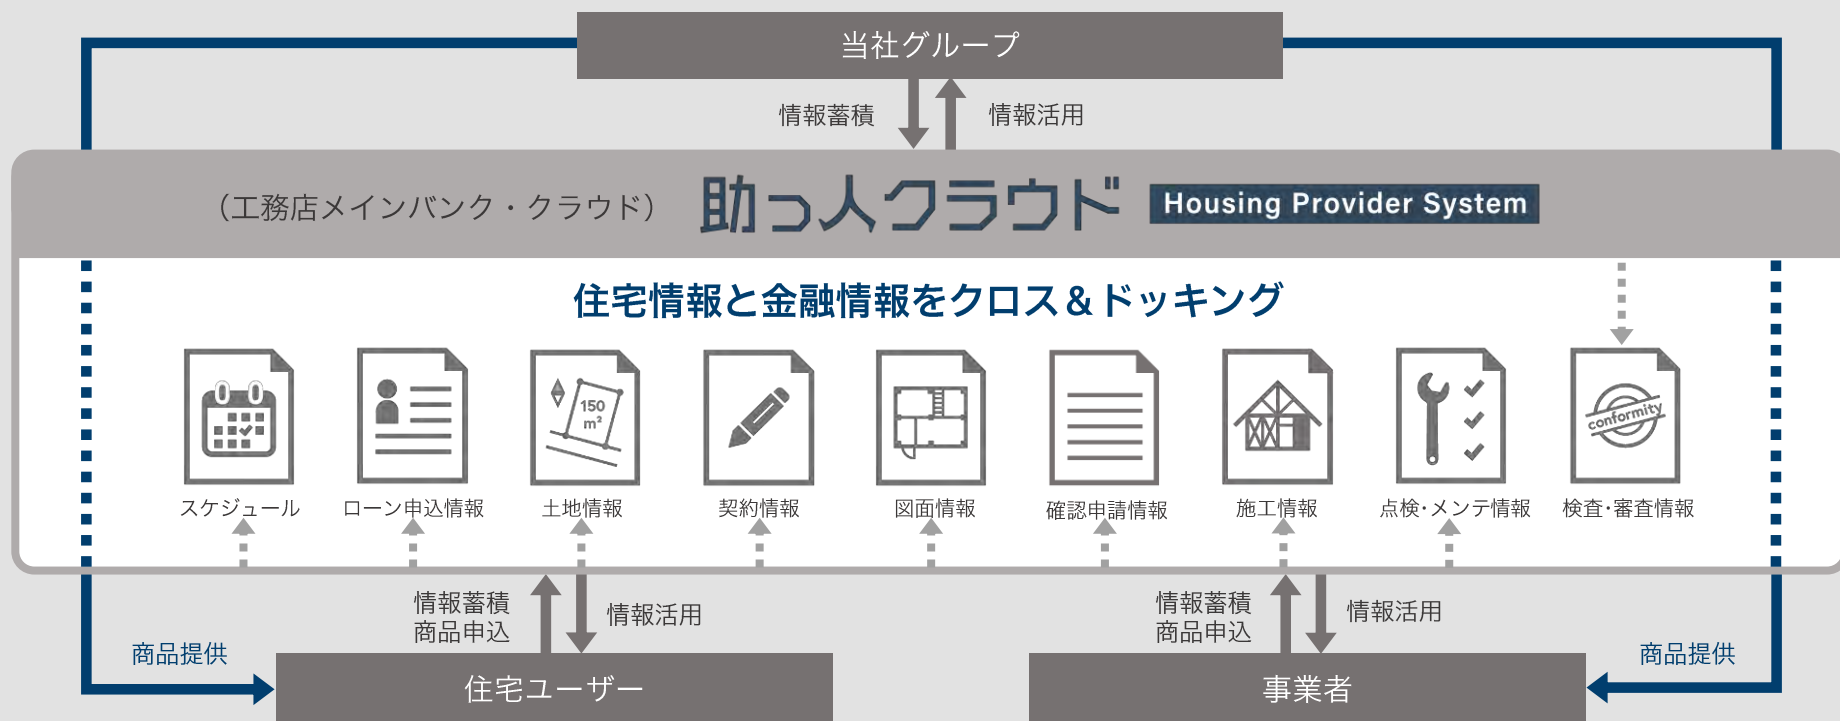 当社グループ
情報蓄積
情報活用
（工務店メインバンク・クラウド）
助っ人クラウド
Housing Provider System
住宅情報と金融情報をクロス＆ドッキング
150
m²
conformity
スケジュール
ローン申込情報
土地情報
契約情報
図面情報
確認申請情報
施工情報
点検・メンテ情報
検査・審査情報
情報蓄積
商品申込
情報活用
情報蓄積
商品申込
情報活用
商品提供
商品提供
住宅ユーザー
事業者